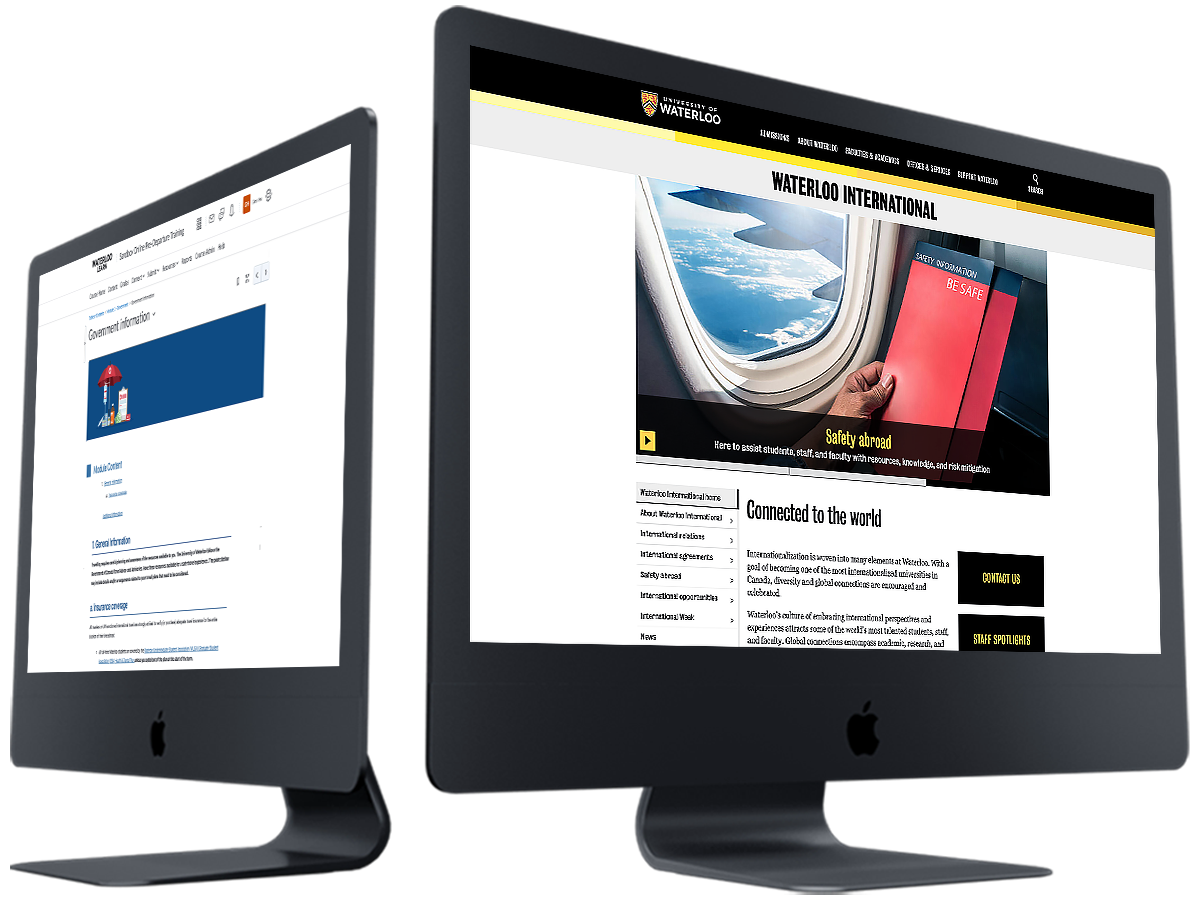 WATERLOO
LEARN
Sandbox Online Pre-Departure Training
Course Home Content Grades Connect Submit Resources Reports Course Admin Help
Government information
Module Content
1 General Information
a. Insurance coverage
UNIVERSITY OF
WATERLOO
ADMISSIONS ABOUT WATERLOO FACULTIES & ACADEMICS OFFICES & SERVICES SUPPORT WATERLOO
SEARCH
WATERLOO INTERNATIONAL
SAFETY INFORMATION
BE SAFE
Safety abroad
Here to assist students, staff, and faculty with resources, knowledge, and risk mitigation
Waterloo International home
About Waterloo International
International relations
International agreements
Safety abroad
International opportunities
International Week
News
Connected to the world
Internationalization is woven into many elements at Waterloo. With a
goal of becoming one of the most internationalized universities in
Canada, diversity and global connections are encouraged and
celebrated.
Waterloo's culture of embracing international perspectives and
experiences attracts some of the world's most talented students, staff,
and faculty. Global connections encompass academic, research, and
CONTACT US
STAFF SPOTLIGHTS